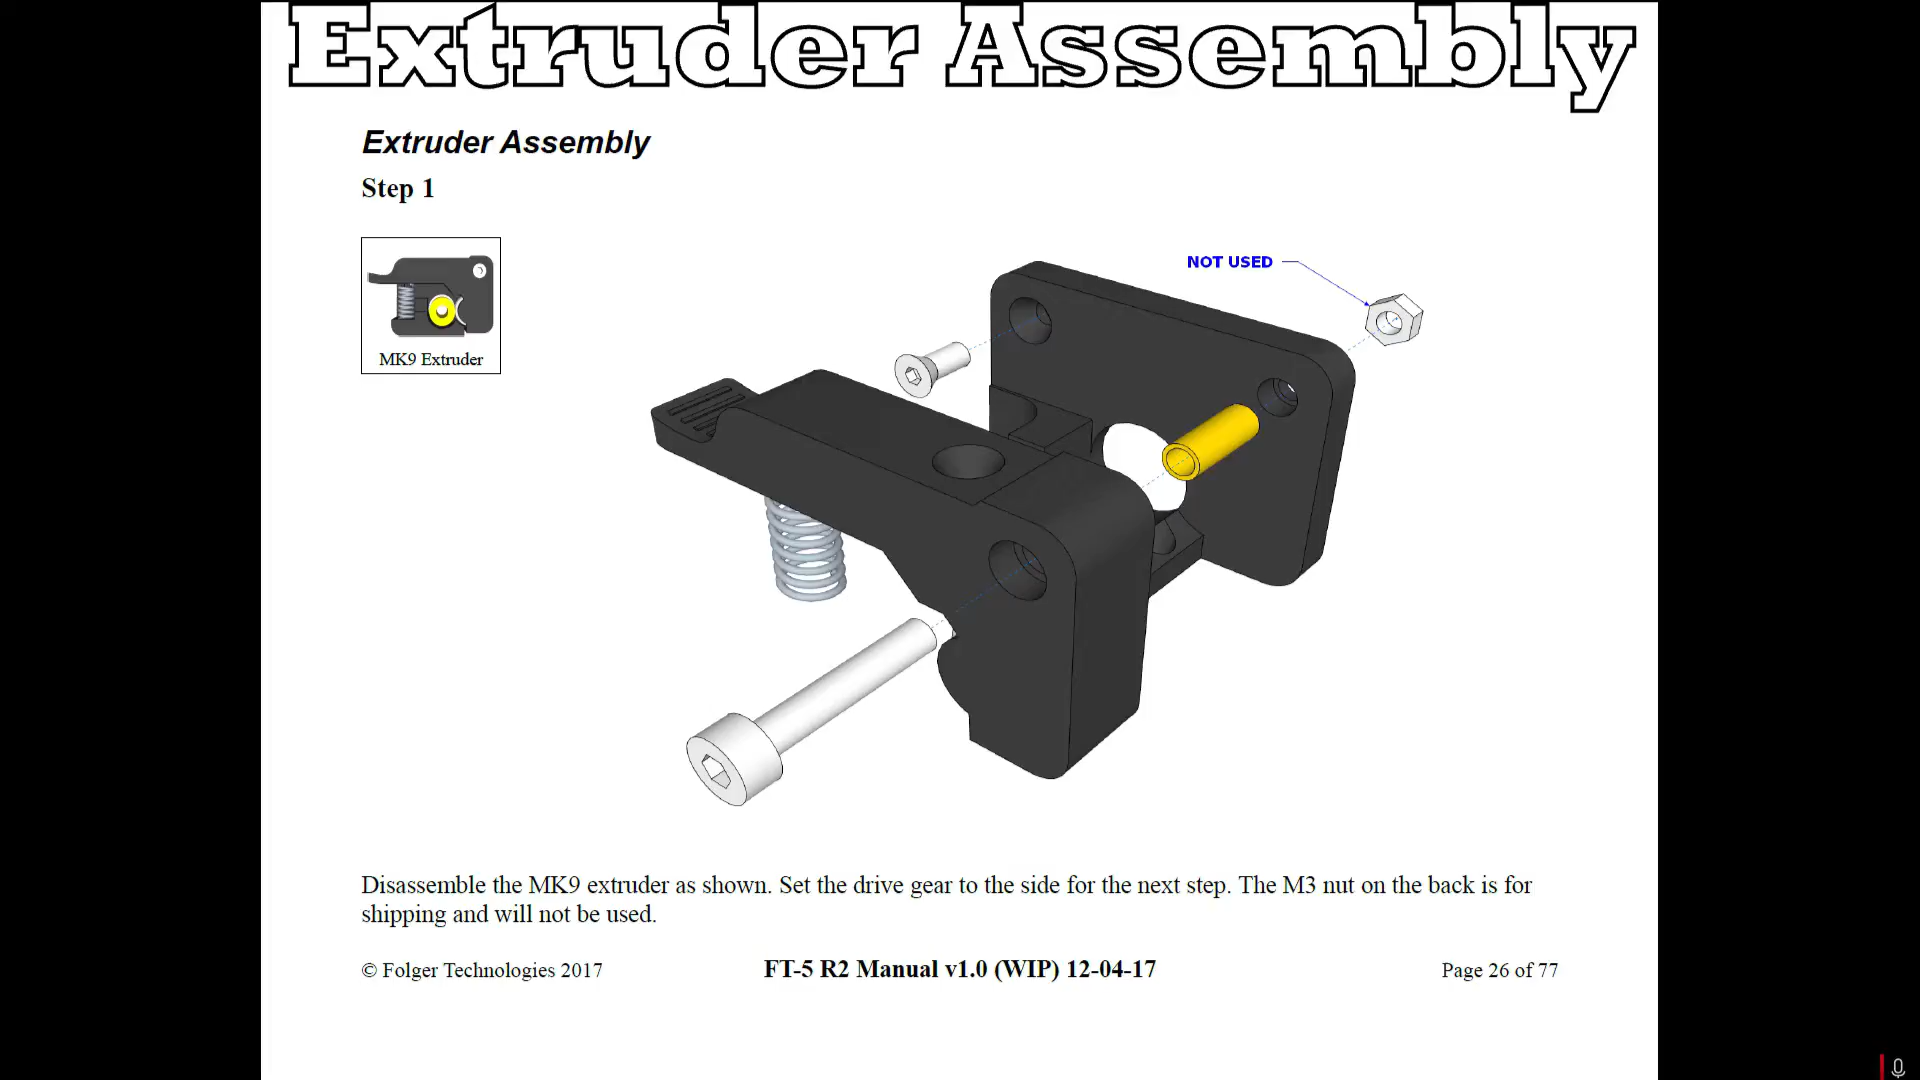 Extruder Assembly
Extruder Assembly
Step 1
NOT USED
MK9 Extruder
Disassemble the MK9 extruder as shown. Set the drive gear to the side for the next step. The M3 nut on the back is for
shipping and will not be used.
© Folger Technologies 2017 FT-5 R2 Manual v1.0 (WIP) 12-04-17 Page 26 of 77